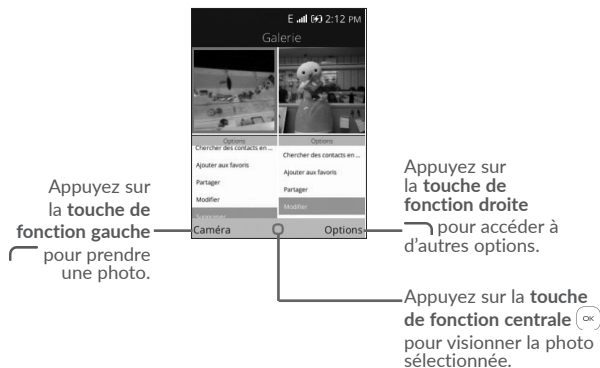 E 2:12 PM
Galerie
Options
Chercher des contacts en ...
Ajouter aux favoris
Partager
Modifier
Supprimer
Options
Chercher des contacts en ...
Ajouter aux favoris
Partager
Modifier
Caméra
Options
Appuyez sur
la touche de
fonction gauche
pour prendre
une photo.
Appuyez sur
la touche de
fonction droite
pour accéder à
d'autres options.
Appuyez sur la touche
de fonction centrale OK
pour visionner la photo
sélectionnée.